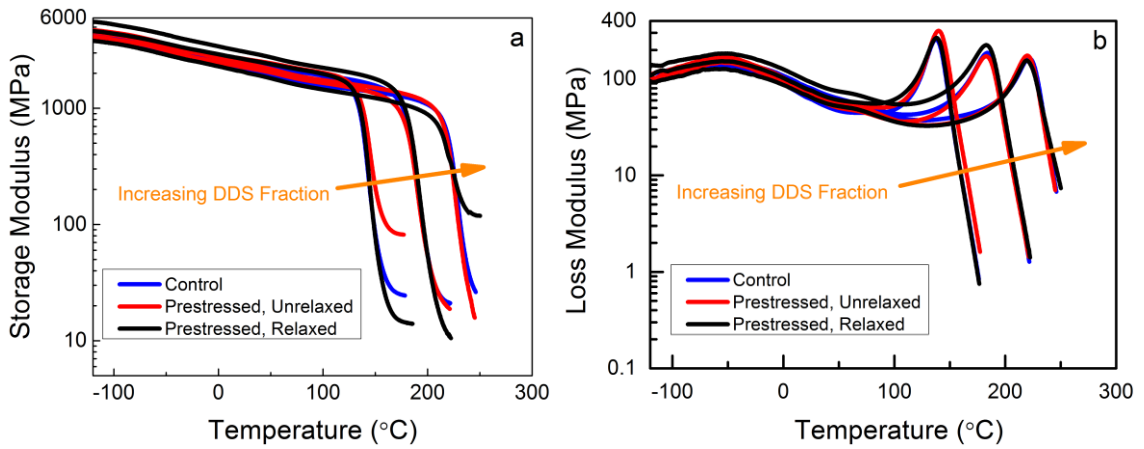 6000
1000
100
10
-100
0
100
200
300
Storage Modulus (MPa)
Temperature (°C)
a
Increasing DDS Fraction
Control
Prestressed, Unrelaxed
Prestressed, Relaxed
400
100
10
1
0.1
-100
0
100
200
300
Loss Modulus (MPa)
Temperature (°C)
b
Increasing DDS Fraction
Control
Prestressed, Unrelaxed
Prestressed, Relaxed